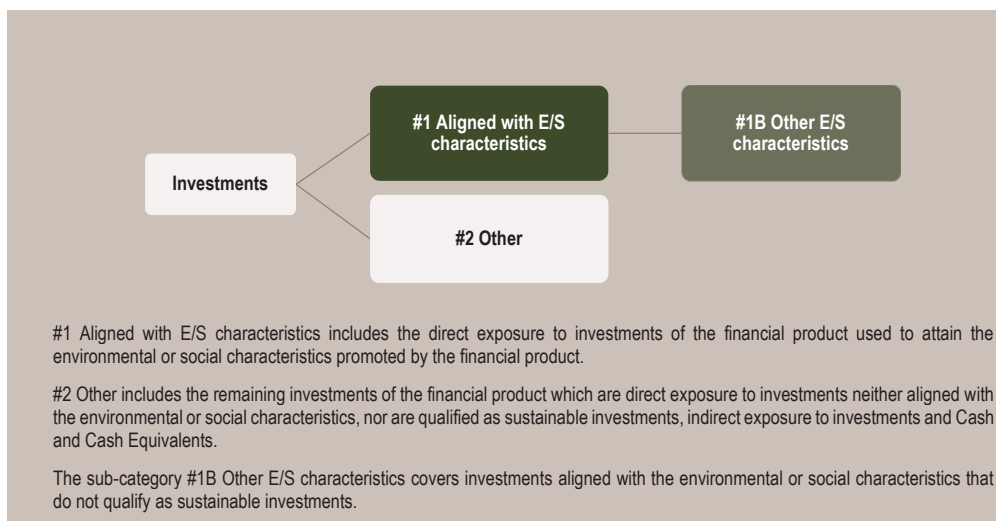 #1 Aligned with E/S
characteristics
#1B Other E/S
characteristics
Investments
#2 Other
#1 Aligned with E/S characteristics includes the direct exposure to investments of the financial product used to attain the
environmental or social characteristics promoted by the financial product.
#2 Other includes the remaining investments of the financial product which are direct exposure to investments neither aligned with
the environmental or social characteristics, nor are qualified as sustainable investments, indirect exposure to investments and Cash
and Cash Equivalents.
The sub-category #1B Other E/S characteristics covers investments aligned with the environmental or social characteristics that
do not qualify as sustainable investments.